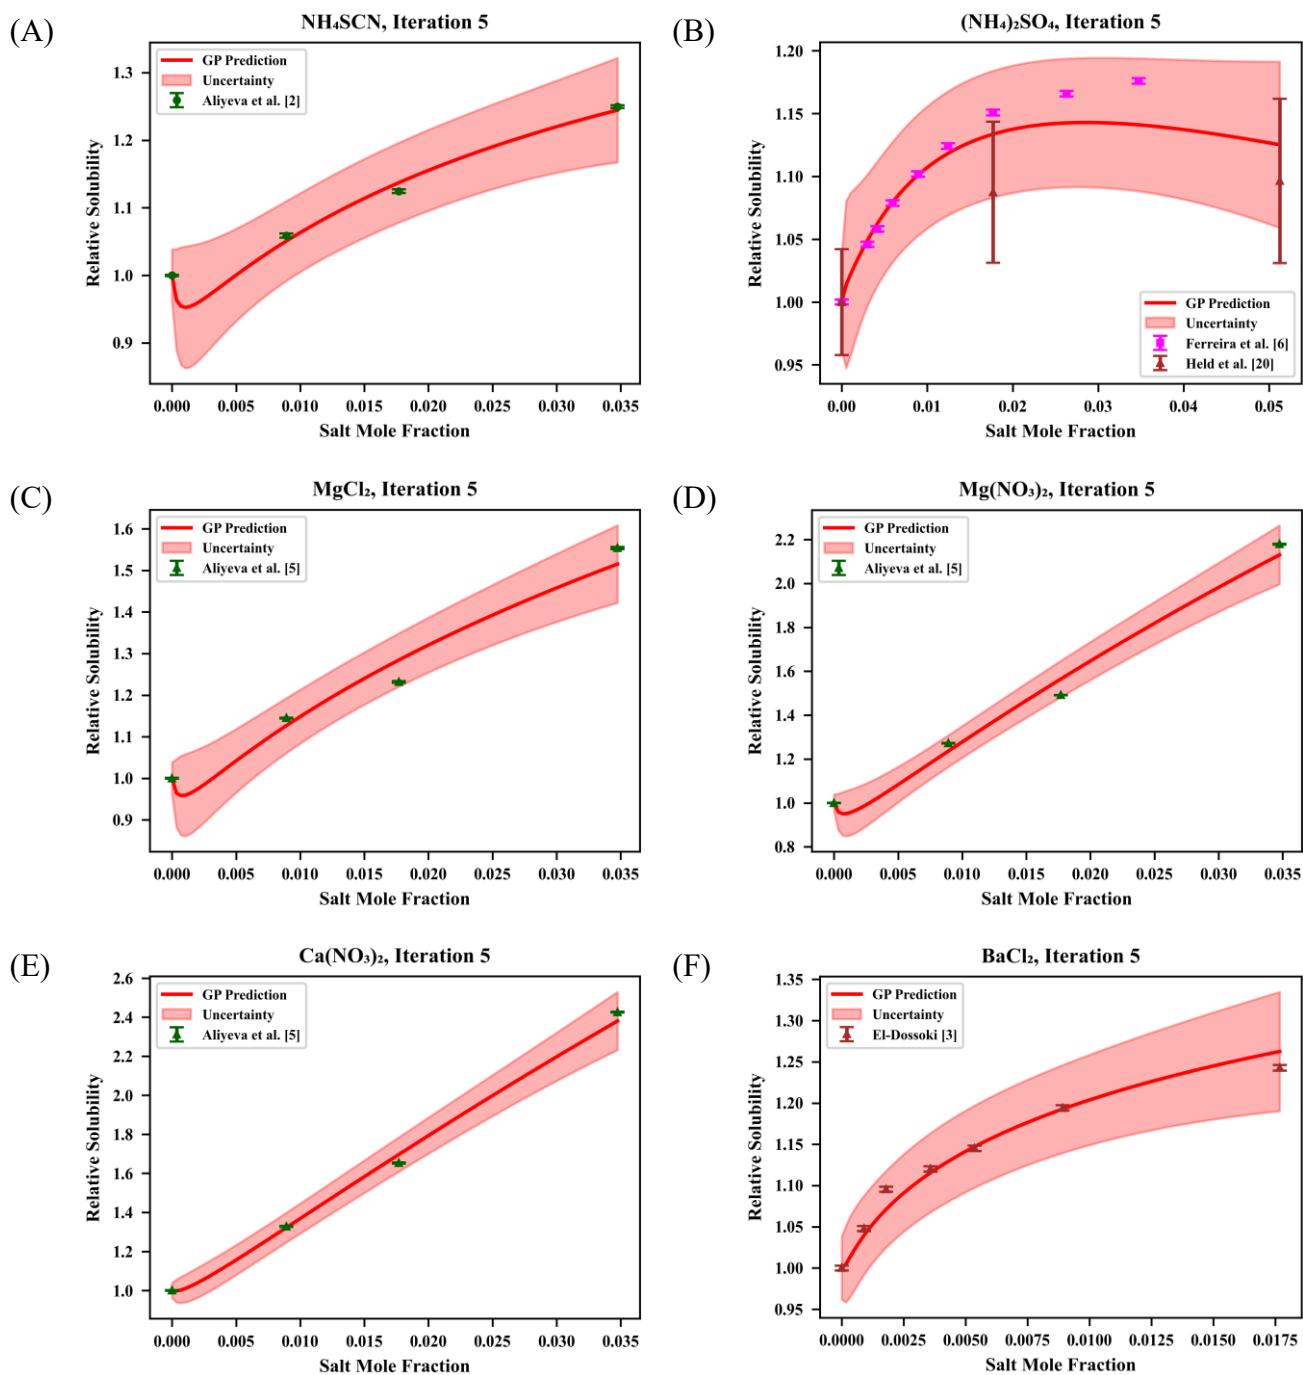 (A)
NH₄SCN, Iteration 5
GP Prediction
Uncertainty
Aliyeva et al. [2]
Relative Solubility
1.3
1.2
1.1
1.0
0.9
0.000 0.005 0.010 0.015 0.020 0.025 0.030 0.035
Salt Mole Fraction
(B)
(NH₄)₂SO₄, Iteration 5
Relative Solubility
1.20
1.15
1.10
1.05
1.00
0.95
GP Prediction
Uncertainty
Ferreira et al. [6]
Held et al. [20]
0.00 0.01 0.02 0.03 0.04 0.05
Salt Mole Fraction
(C)
MgCl₂, Iteration 5
GP Prediction
Uncertainty
Aliyeva et al. [5]
Relative Solubility
1.6
1.5
1.4
1.3
1.2
1.1
1.0
0.9
0.000 0.005 0.010 0.015 0.020 0.025 0.030 0.035
Salt Mole Fraction
(D)
Mg(NO₃)₂, Iteration 5
GP Prediction
Uncertainty
Aliyeva et al. [5]
Relative Solubility
2.2
2.0
1.8
1.6
1.4
1.2
1.0
0.8
0.000 0.005 0.010 0.015 0.020 0.025 0.030 0.035
Salt Mole Fraction
(E)
Ca(NO₃)₂, Iteration 5
GP Prediction
Uncertainty
Aliyeva et al. [5]
Relative Solubility
2.6
2.4
2.2
2.0
1.8
1.6
1.4
1.2
1.0
0.000 0.005 0.010 0.015 0.020 0.025 0.030 0.035
Salt Mole Fraction
(F)
BaCl₂, Iteration 5
GP Prediction
Uncertainty
El-Dossoki [3]
Relative Solubility
1.35
1.30
1.25
1.20
1.15
1.10
1.05
1.00
0.95
0.0000 0.0025 0.0050 0.0075 0.0100 0.0125 0.0150 0.0175
Salt Mole Fraction